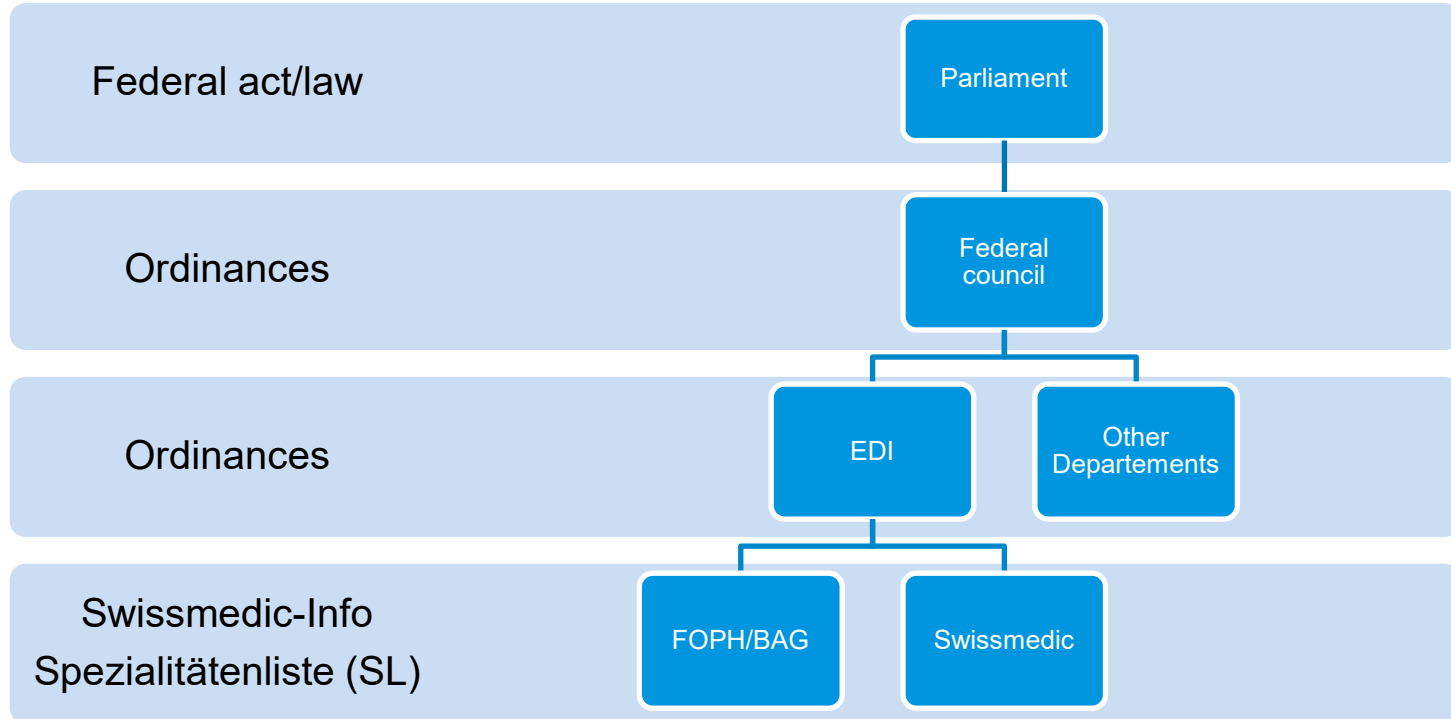 Federal act/law
Parliament
Ordinances
Federal
council
Ordinances
EDI
Other
Departements
Swissmedic-Info
Spezialitätenliste (SL)
FOPH/BAG
Swissmedic